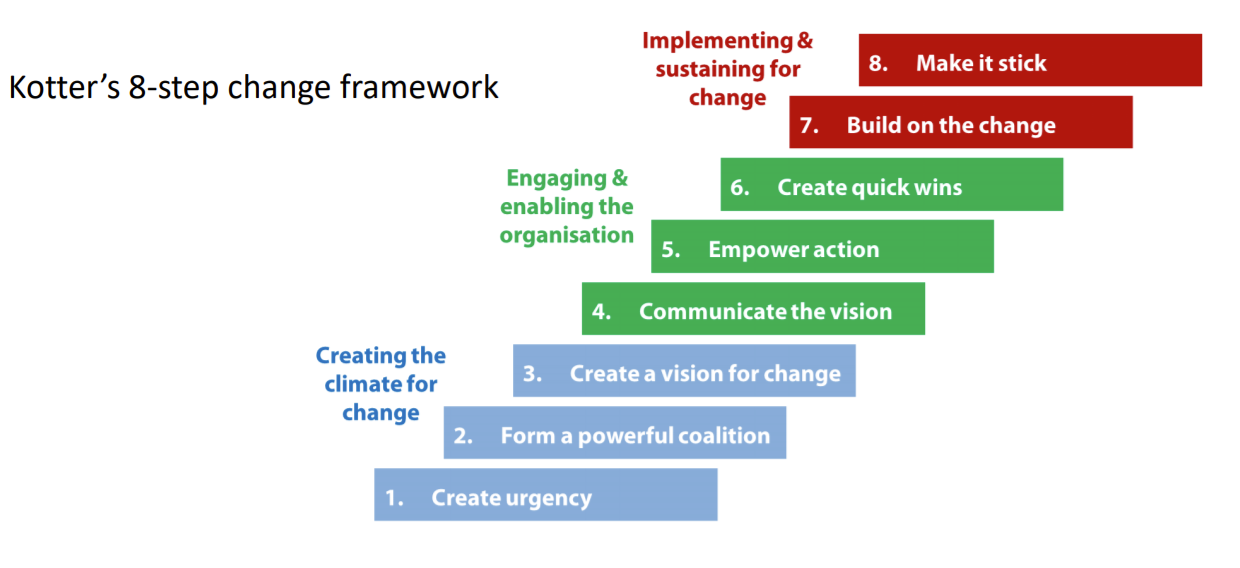 Kotter’s 8-step change framework
Implementing &
sustaining for
change
8. Make it stick
7. Build on the change
Engaging &
enabling the
organisation
6. Create quick wins
5. Empower action
4. Communicate the vision
Creating the
climate for
change
3. Create a vision for change
2. Form a powerful coalition
1. Create urgency